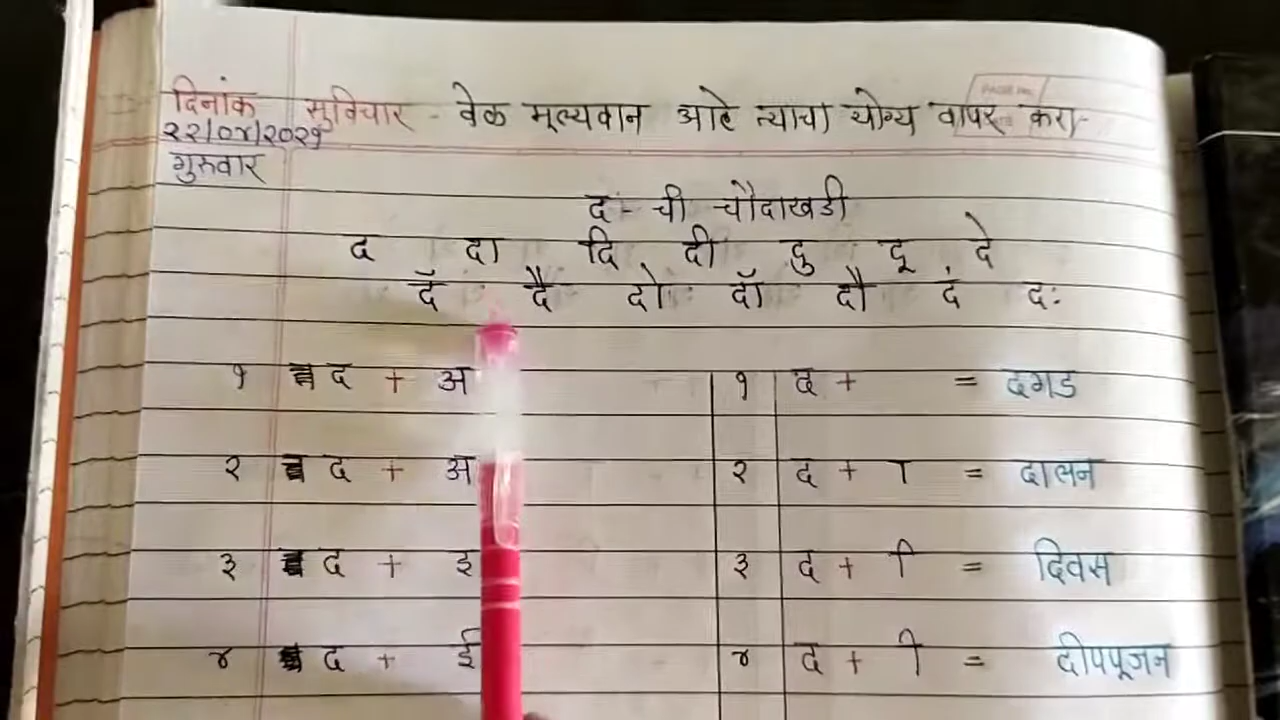 दिनांक सुविचार - वेळ मूल्यवान आहे त्याचा योग्य वापर करा-
२२/०४/२०२१
गुरुवार
द - ची चौदाखडी
द दा दि दी दु दू दे
दॅ दै दो दॉ दौ दं दः
१ द + अ १ द + = दगड
२ द + अ २ द + ा = दालन
३ द + इ ३ द + ि = दिवस
४ द + ई ४ द + ी = दीपपूजन